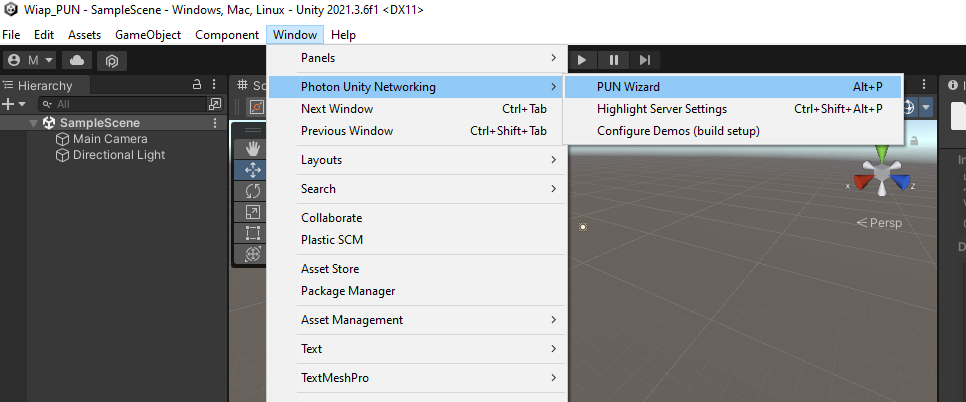 Wiap_PUN - SampleScene - Windows, Mac, Linux - Unity 2021.3.6f1 <DX11>
File Edit Assets GameObject Component Window Help
M
Hierarchy
All
SampleScene
Main Camera
Directional Light
Panels
Photon Unity Networking
Next Window Ctrl+Tab
Previous Window Ctrl+Shift+Tab
Layouts
Search
Collaborate
Plastic SCM
Asset Store
Package Manager
Asset Management
Text
TextMeshPro
PUN Wizard Alt+P
Highlight Server Settings Ctrl+Shift+Alt+P
Configure Demos (build setup)
x
z
Persp